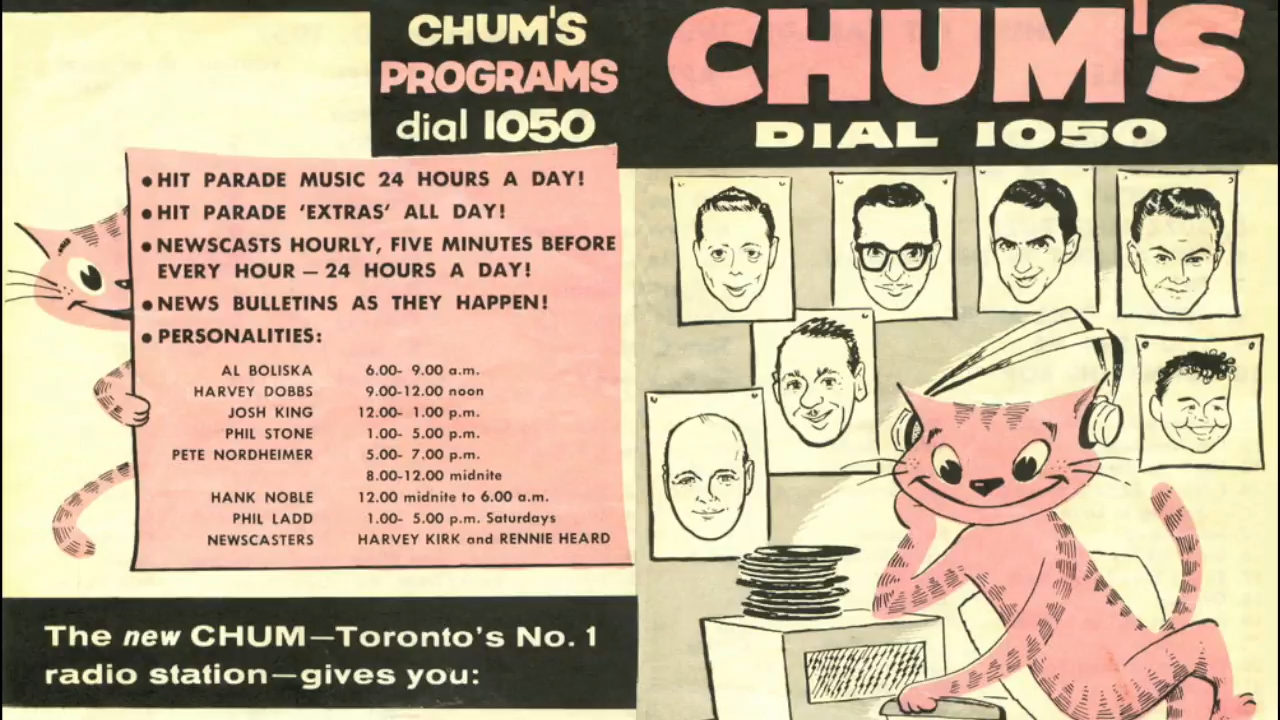 CHUM'S
PROGRAMS
dial 1050
• HIT PARADE MUSIC 24 HOURS A DAY!
• HIT PARADE ‘EXTRAS’ ALL DAY!
• NEWSCASTS HOURLY, FIVE MINUTES BEFORE
EVERY HOUR — 24 HOURS A DAY!
• NEWS BULLETINS AS THEY HAPPEN!
• PERSONALITIES:
AL BOLISKA 6.00- 9.00 a.m.
HARVEY DOBBS 9.00-12.00 noon
JOSH KING 12.00- 1.00 p.m.
PHIL STONE 1.00- 5.00 p.m.
PETE NORDHEIMER 5.00- 7.00 p.m.
8.00-12.00 midnite
HANK NOBLE 12.00 midnite to 6.00 a.m.
PHIL LADD 1.00- 5.00 p.m. Saturdays
NEWSCASTERS HARVEY KIRK and RENNIE HEARD
The new CHUM—Toronto's No. 1
radio station—gives you:
CHUM'S
DIAL 1050